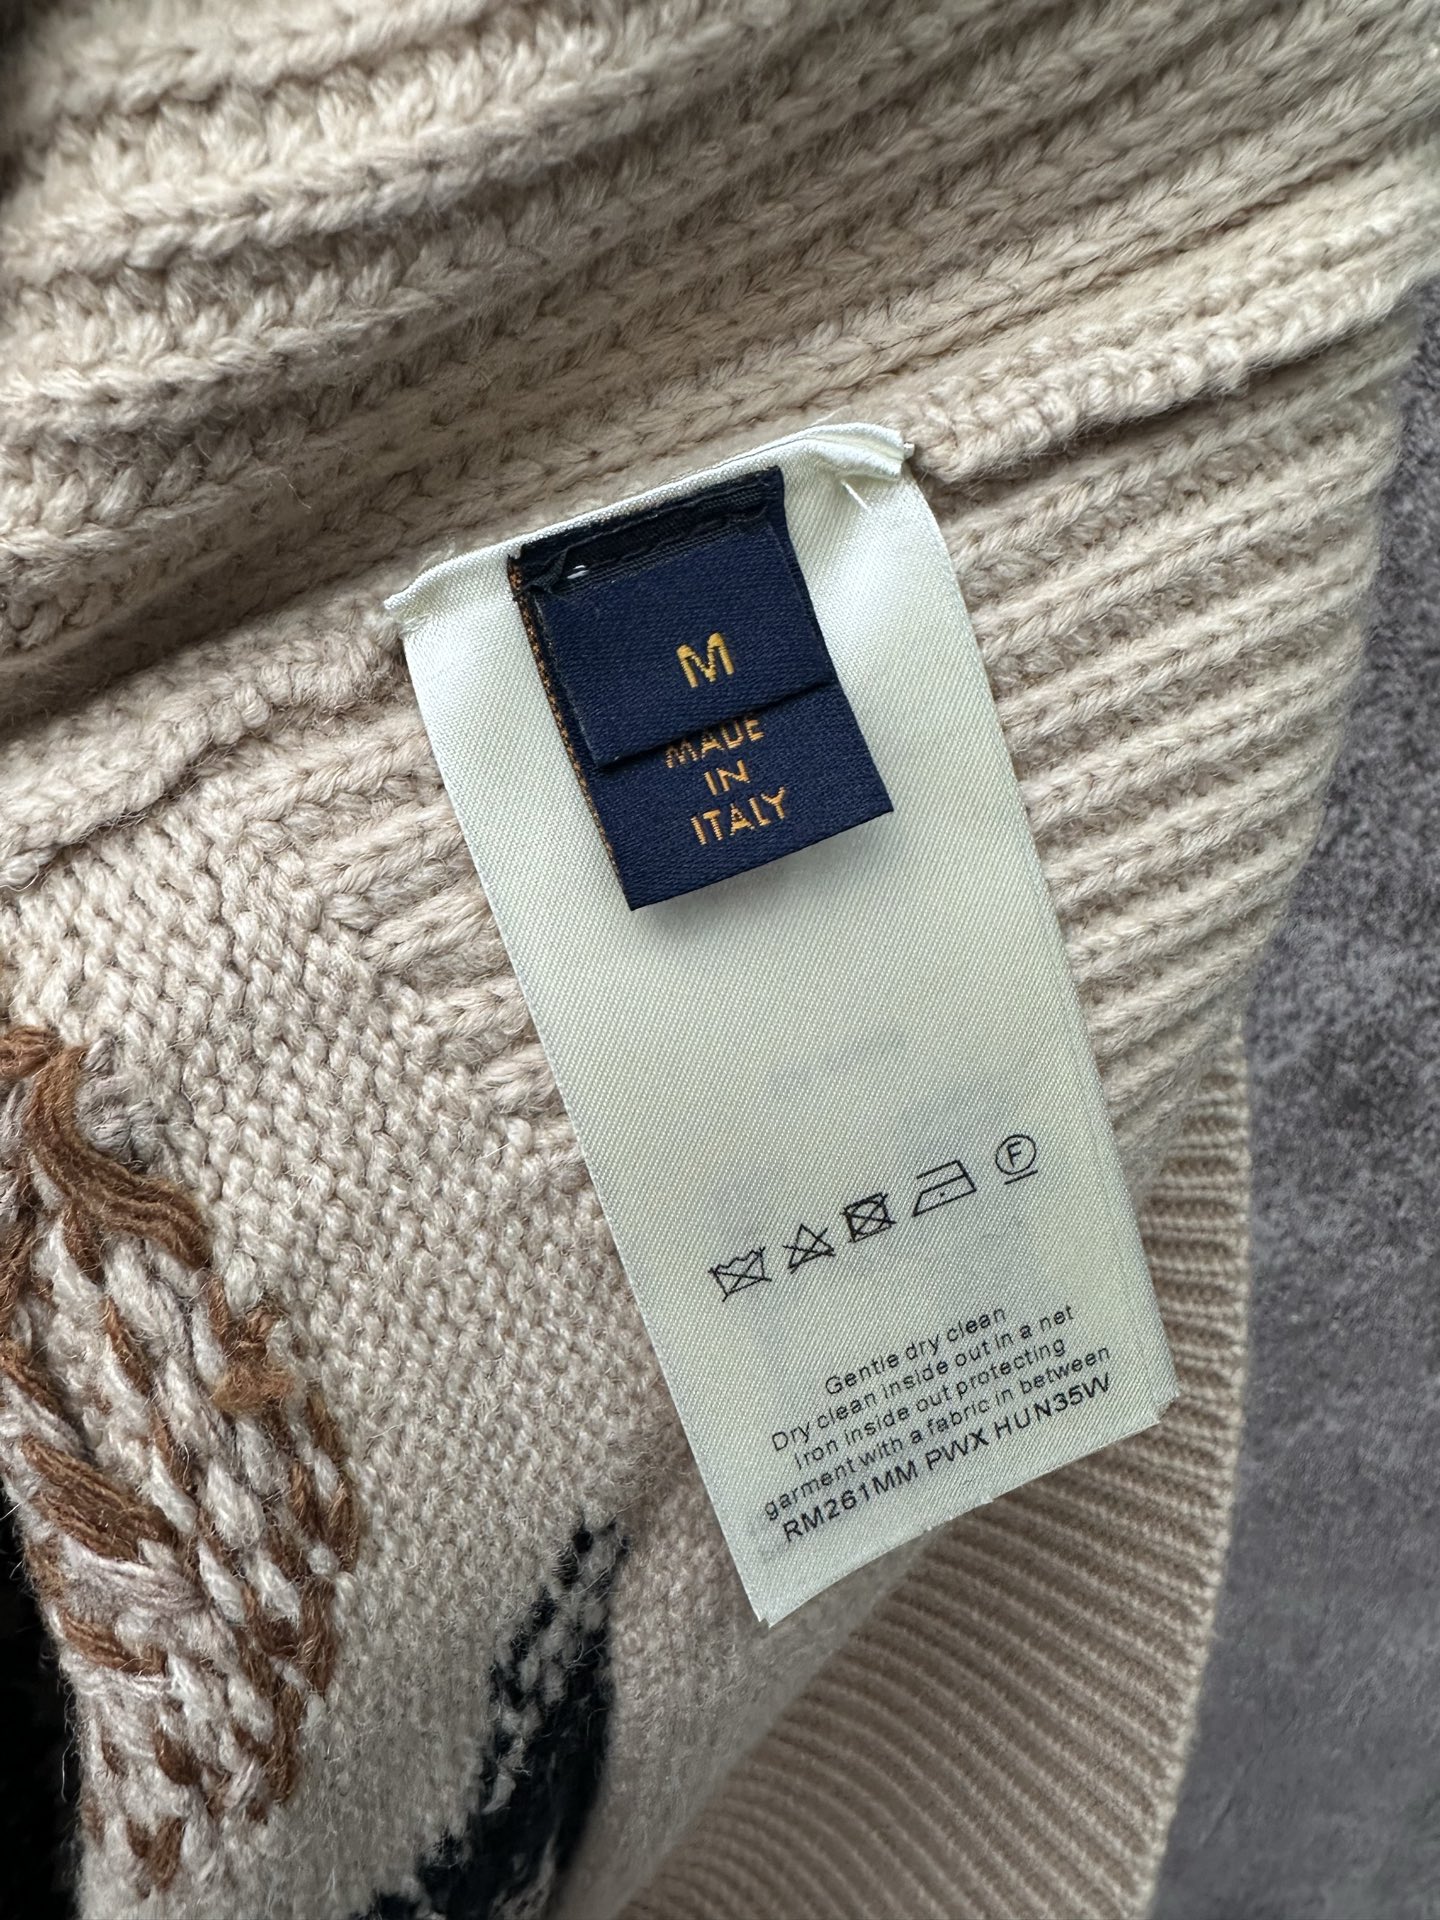 M
MADE
IN
ITALY
F
Gentle dry clean
Dry clean inside out in a net
Iron inside out protecting
garment with a fabric in between
RM261MM PWX HUN35W